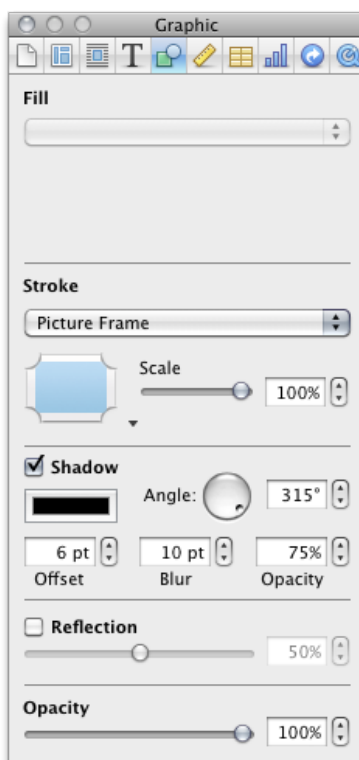 Graphic
T
Fill
Stroke
Picture Frame
Scale
100%
Shadow
Angle: 315°
6 pt 10 pt 75%
Offset Blur Opacity
Reflection
50%
Opacity
100%